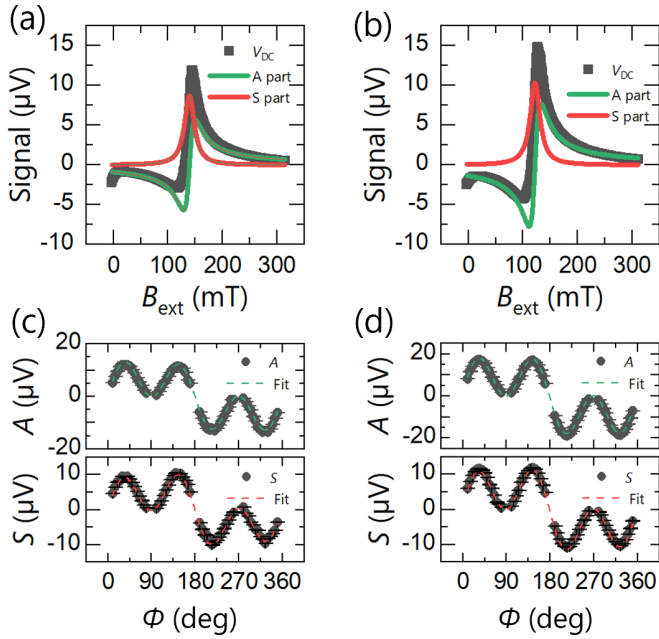 (a)
15
10
5
0
-5
-10
Signal (μV)
V_DC
A part
S part
0 100 200 300
B_ext (mT)
(b)
15
10
5
0
-5
-10
Signal (μV)
V_DC
A part
S part
0 100 200 300
B_ext (mT)
(c)
20
0
-20
A (μV)
A
Fit
10
0
-10
S (μV)
S
Fit
0 90 180 270 360
Φ (deg)
(d)
20
0
-20
A (μV)
A
Fit
10
0
-10
S (μV)
S
Fit
0 90 180 270 360
Φ (deg)